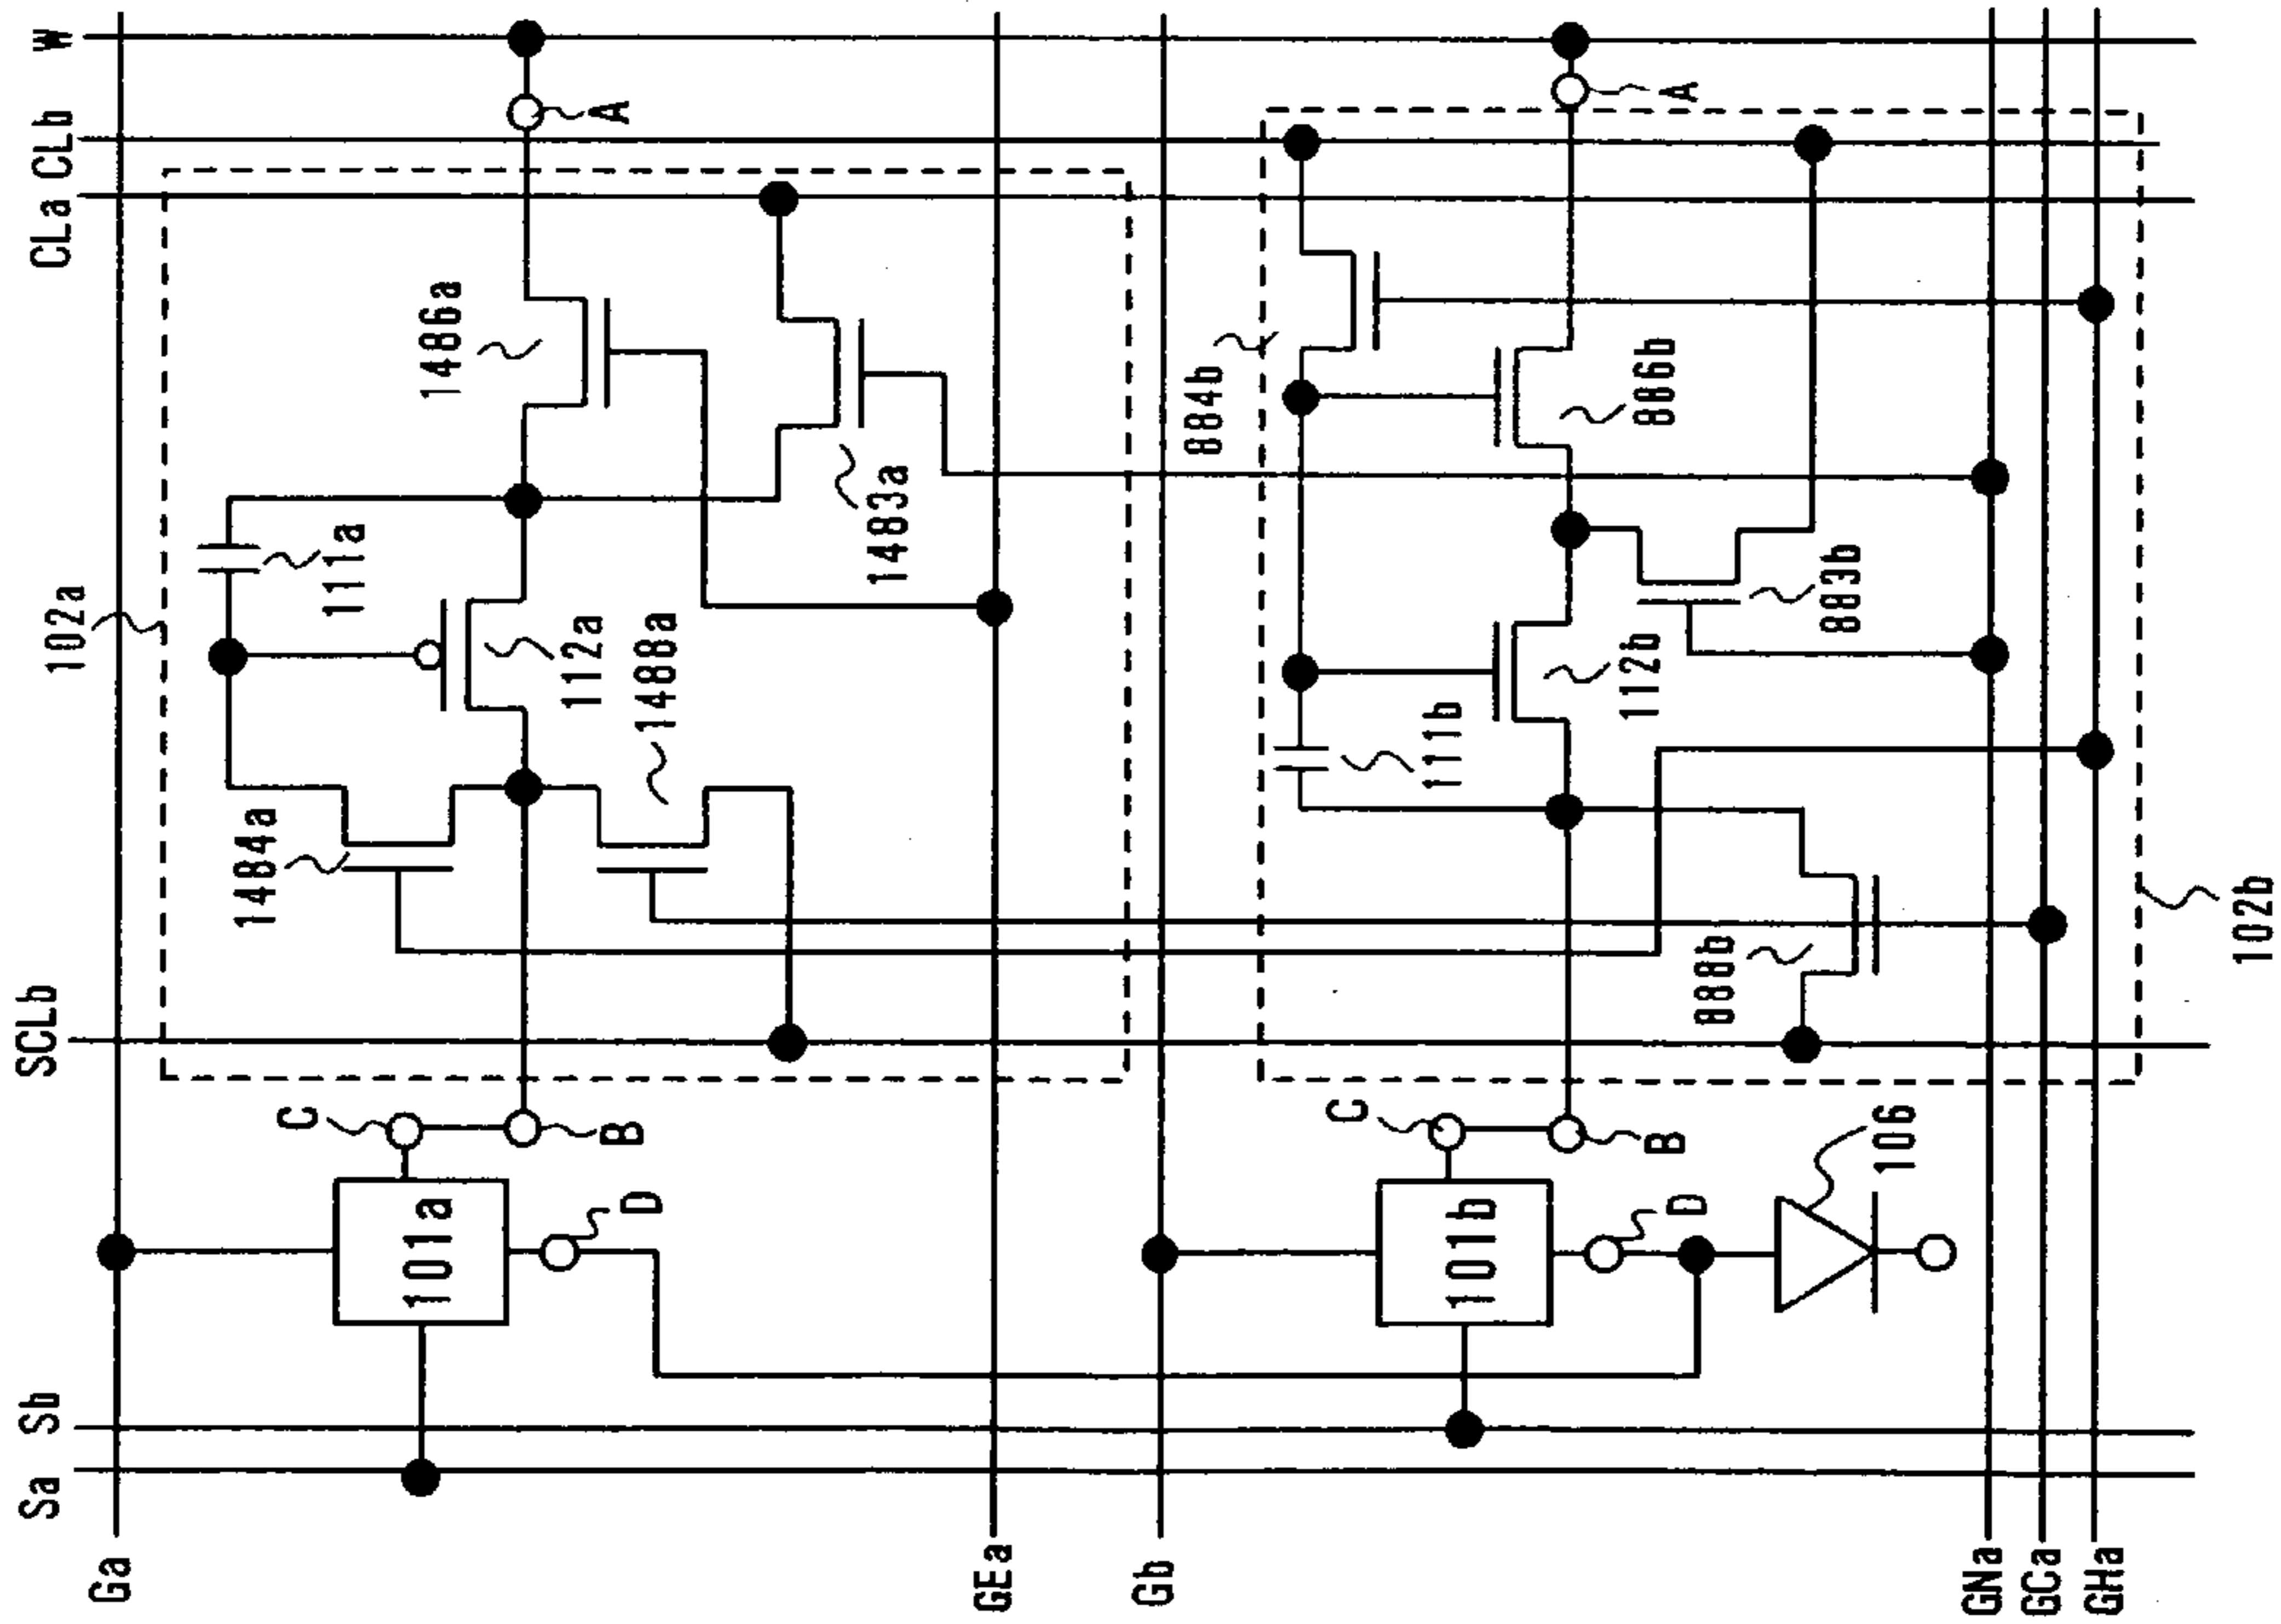 Sa
Sb
SCLb
CLa
CLb
W
102a
Ga
101a
C
B
D
1484a
111a
112a
1488a
1486a
1483a
A
GEa
Gb
101b
C
B
D
106
111b
112b
884b
886b
883b
888b
A
GNa
GCa
GHa
102b